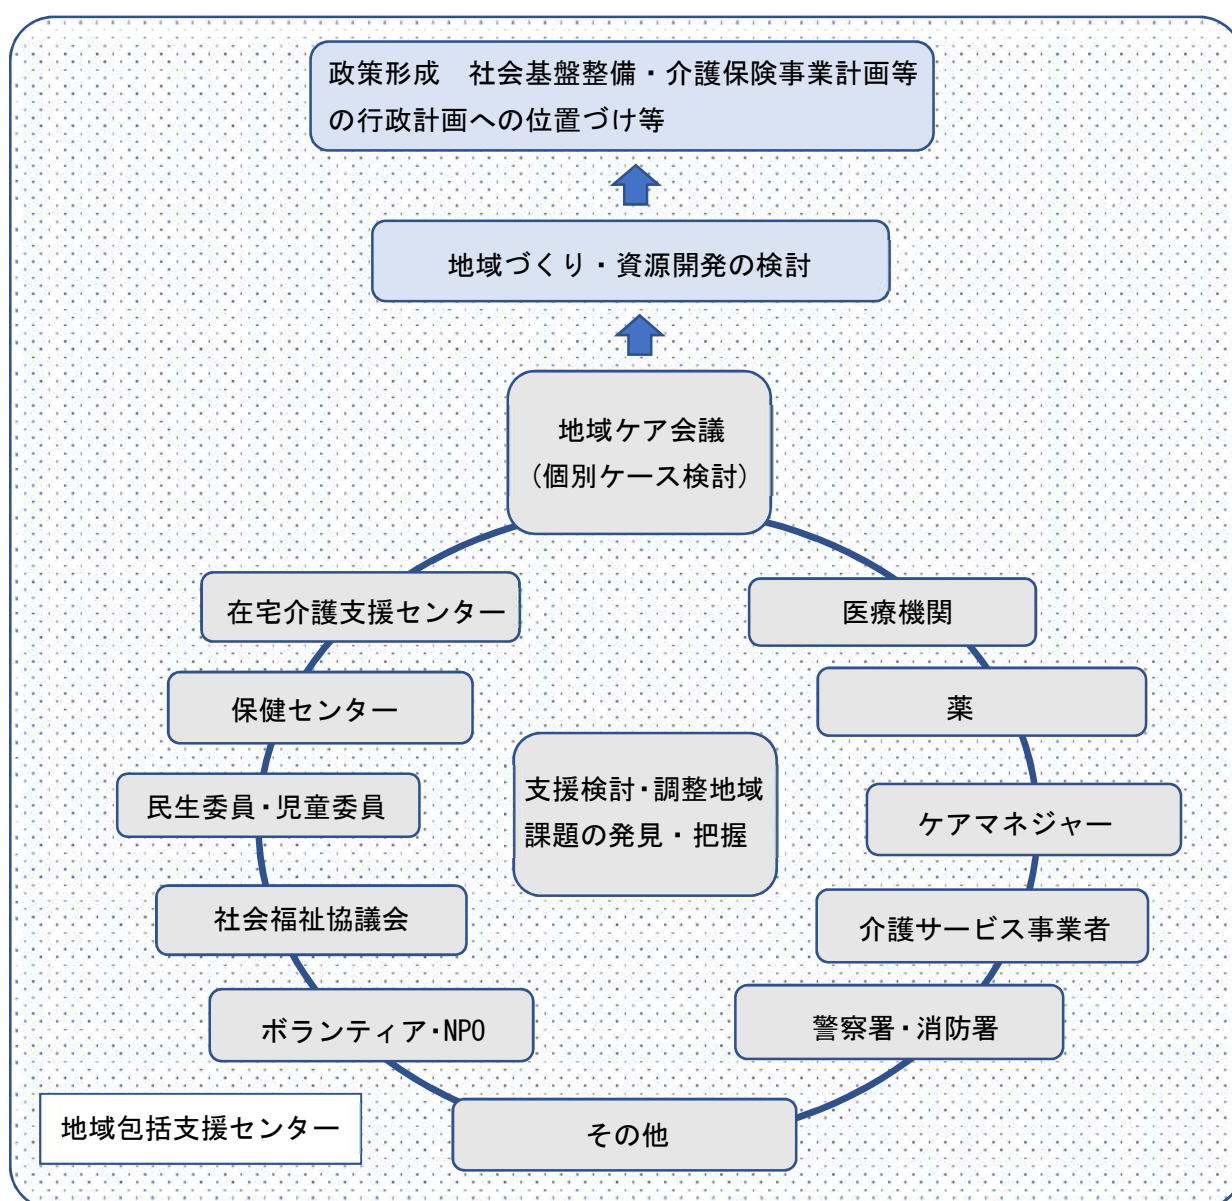 政策形成　社会基盤整備・介護保険事業計画等
の行政計画への位置づけ等
地域づくり・資源開発の検討
地域ケア会議
(個別ケース検討)
在宅介護支援センター
医療機関
保健センター
薬
支援検討・調整地域
課題の発見・把握
民生委員・児童委員
ケアマネジャー
社会福祉協議会
介護サービス事業者
ボランティア・NPO
警察署・消防署
地域包括支援センター
その他